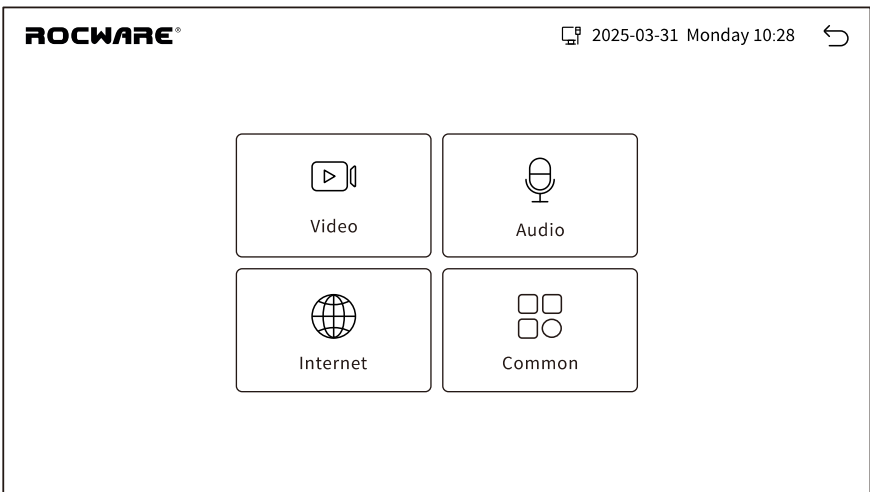 ROCWARE®
2025-03-31 Monday 10:28
Video
Audio
Internet
Common